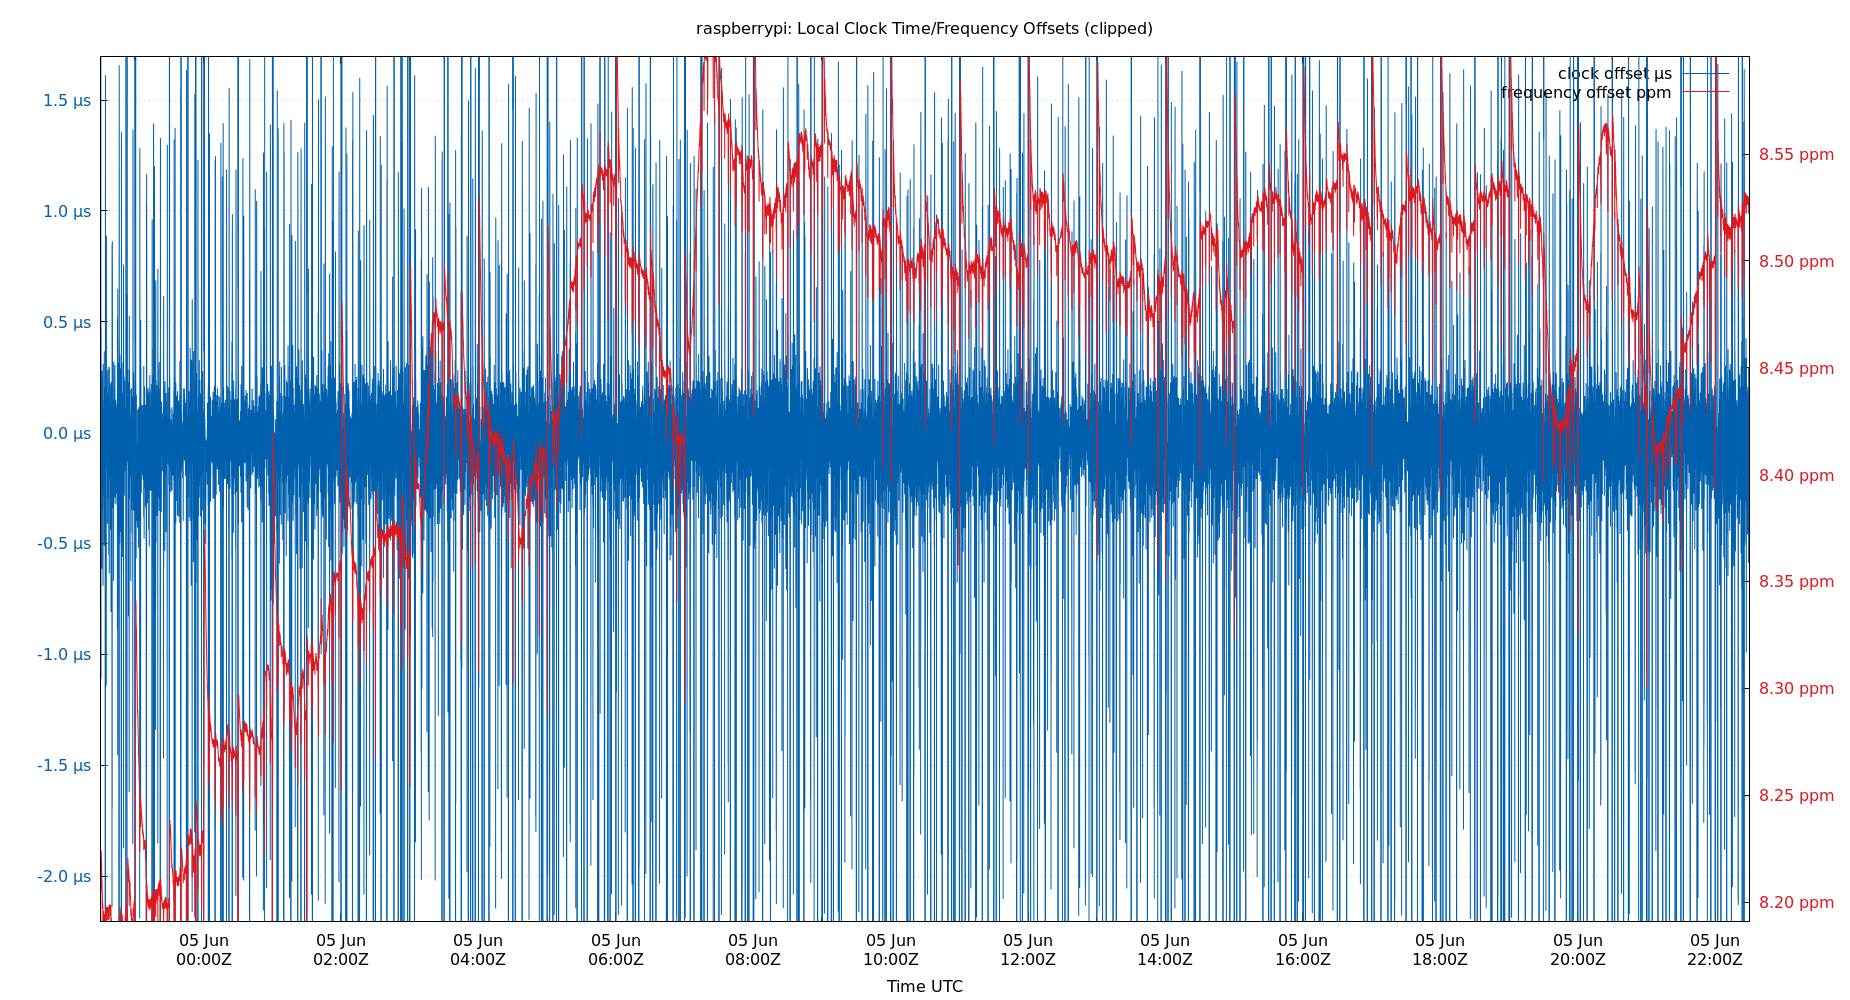 raspberrypi: Local Clock Time/Frequency Offsets (clipped)
clock offset µs
frequency offset ppm
1.5 µs
1.0 µs
0.5 µs
0.0 µs
-0.5 µs
-1.0 µs
-1.5 µs
-2.0 µs
8.55 ppm
8.50 ppm
8.45 ppm
8.40 ppm
8.35 ppm
8.30 ppm
8.25 ppm
8.20 ppm
05 Jun 05 Jun 05 Jun 05 Jun 05 Jun 05 Jun 05 Jun 05 Jun 05 Jun 05 Jun 05 Jun 05 Jun
00:00Z 02:00Z 04:00Z 06:00Z 08:00Z 10:00Z 12:00Z 14:00Z 16:00Z 18:00Z 20:00Z 22:00Z
Time UTC